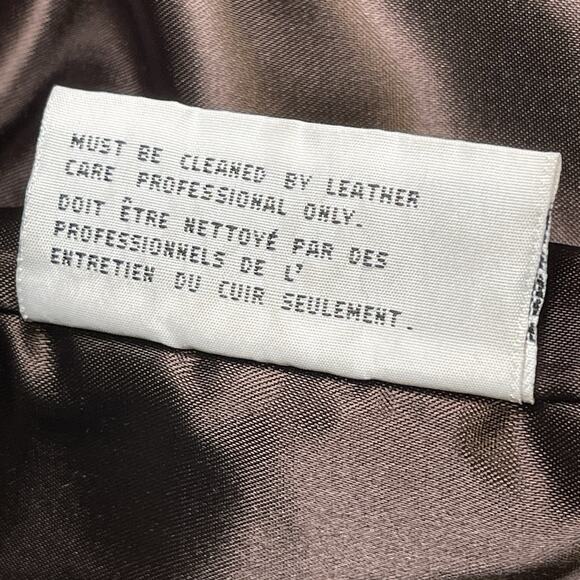 MUST BE CLEANED BY LEATHER
CARE PROFESSIONAL ONLY.
DOIT ÊTRE NETTOYÉ PAR DES
PROFESSIONNELS DE L'
ENTRETIEN DU CUIR SEULEMENT.